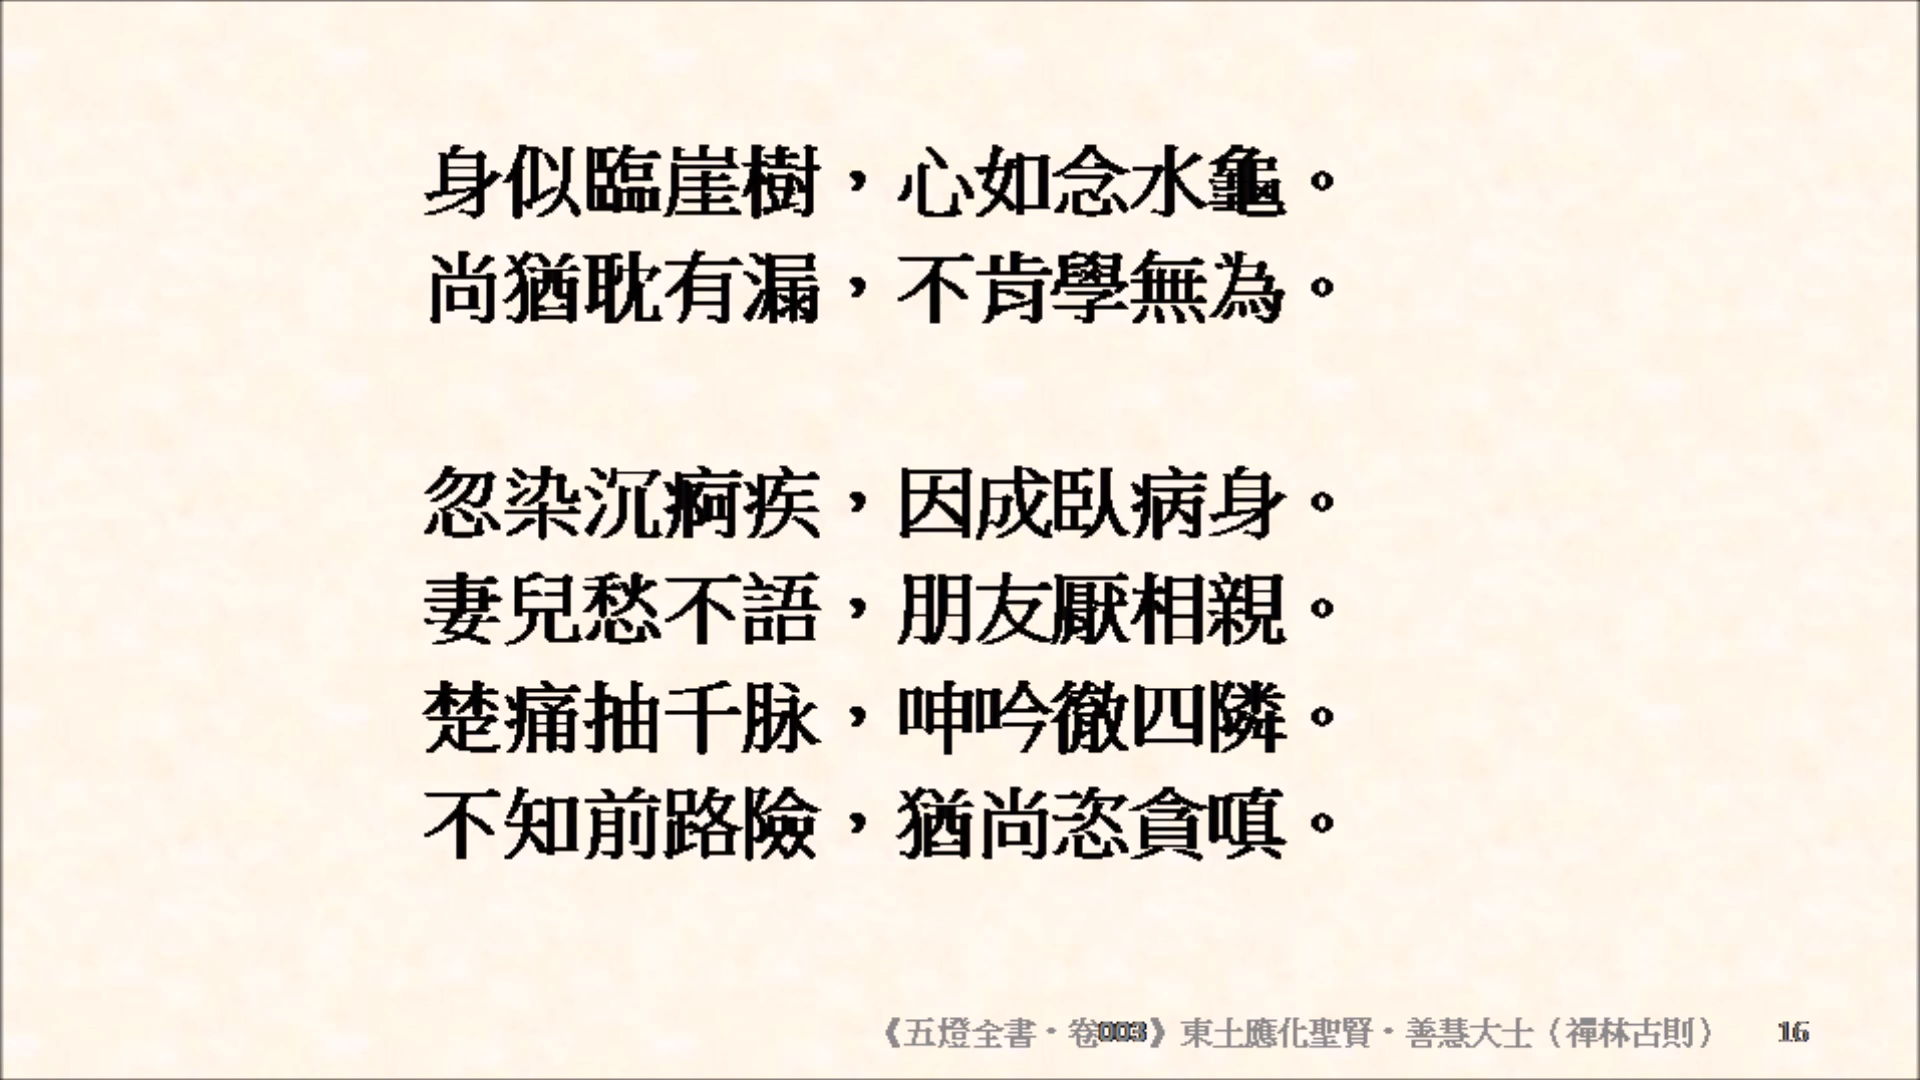 身似臨崖樹，心如念水龜。
尚猶耽有漏，不肯學無為。
忽染沉痾疾，因成臥病身。
妻兒愁不語，朋友厭相親。
楚痛抽千脉，呻吟徹四隣。
不知前路險，猶尚恣貪嗔。
《五燈全書·卷003》東土應化聖賢·善慧大士（禪林古則） 16